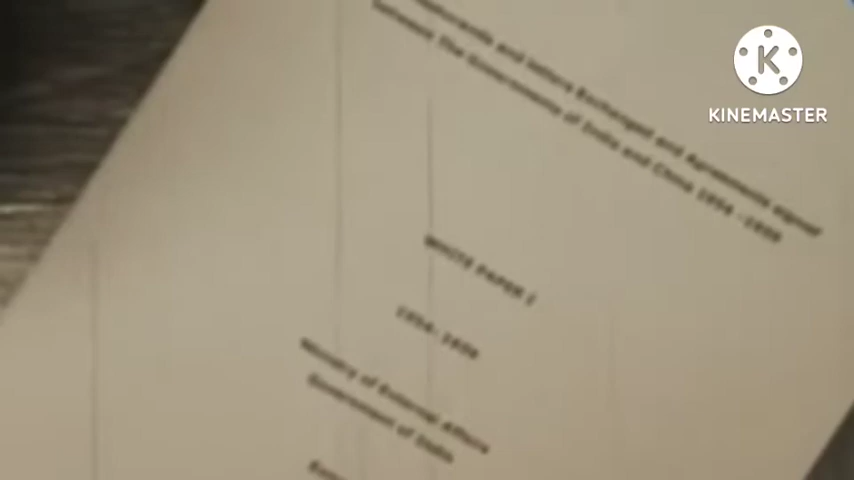 KINEMASTER
Memoranda and letters Exchanged and Agreements signed
between The Governments of India and China 1954 -1959
WHITE PAPER I
1954-1959
Ministry of External Affairs
Government of India